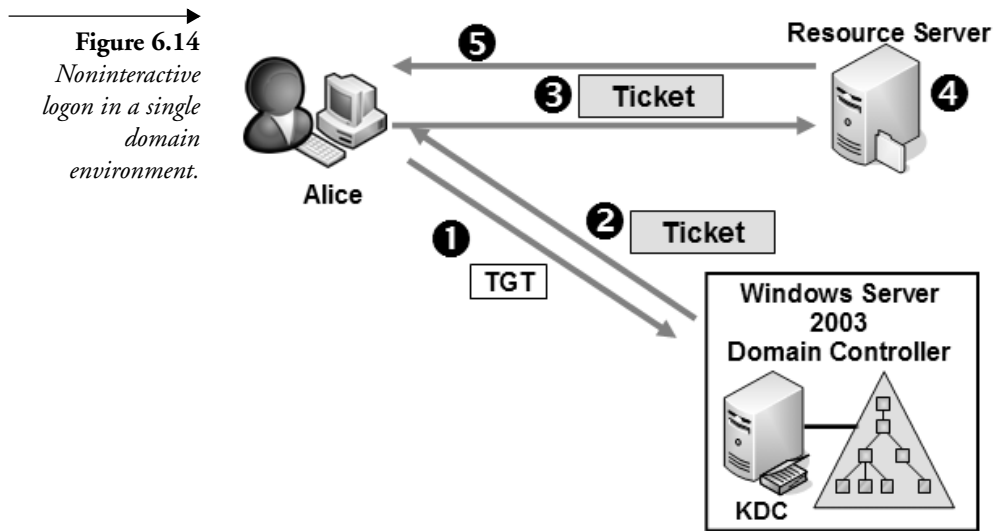 Figure 6.14
Noninteractive
logon in a single
domain
environment.
Resource Server
5
3
Ticket
4
Alice
2
Ticket
1
TGT
Windows Server
2003
Domain Controller
KDC